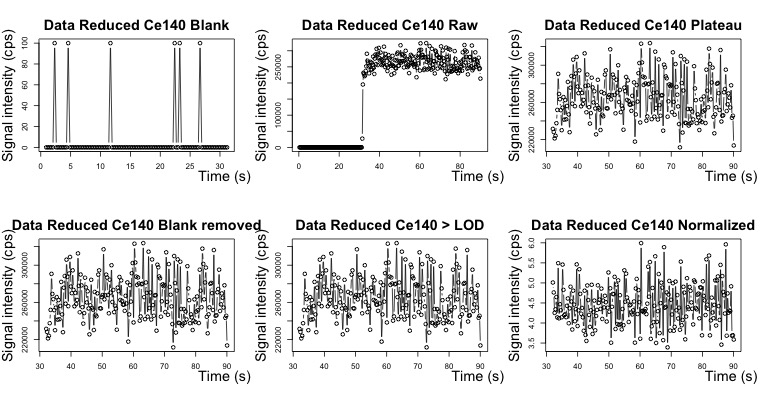 Data Reduced Ce140 Blank
Signal intensity (cps)
100
80
60
40
20
0
0 5 10 15 20 25 30
Time (s)
Data Reduced Ce140 Raw
Signal intensity (cps)
250000
100000
0
0 20 40 60 80
Time (s)
Data Reduced Ce140 Plateau
Signal intensity (cps)
300000
260000
220000
30 40 50 60 70 80 90
Time (s)
Data Reduced Ce140 Blank removed
Signal intensity (cps)
300000
260000
220000
30 40 50 60 70 80 90
Time (s)
Data Reduced Ce140 > LOD
Signal intensity (cps)
300000
260000
220000
30 40 50 60 70 80 90
Time (s)
Data Reduced Ce140 Normalized
Signal intensity (cps)
6.0
5.5
5.0
4.5
4.0
3.5
30 40 50 60 70 80 90
Time (s)